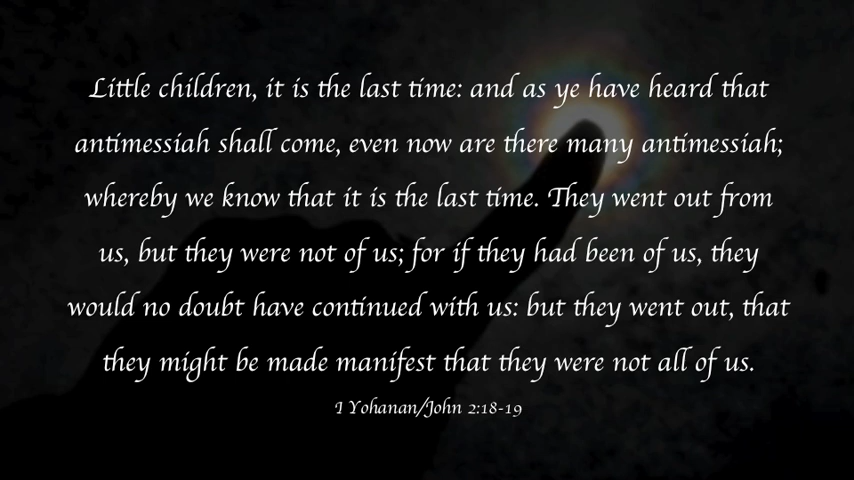 Little children, it is the last time: and as ye have heard that
antimessiah shall come, even now are there many antimessiah;
whereby we know that it is the last time. They went out from
us, but they were not of us; for if they had been of us, they
would no doubt have continued with us: but they went out, that
they might be made manifest that they were not all of us.
I Yohanan/John 2:18-19